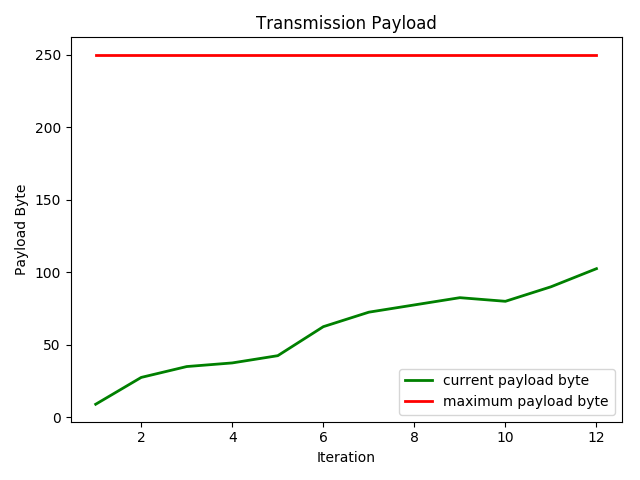 Transmission Payload
250
200
150
100
50
0
Payload Byte
2
4
6
8
10
12
Iteration
current payload byte
maximum payload byte